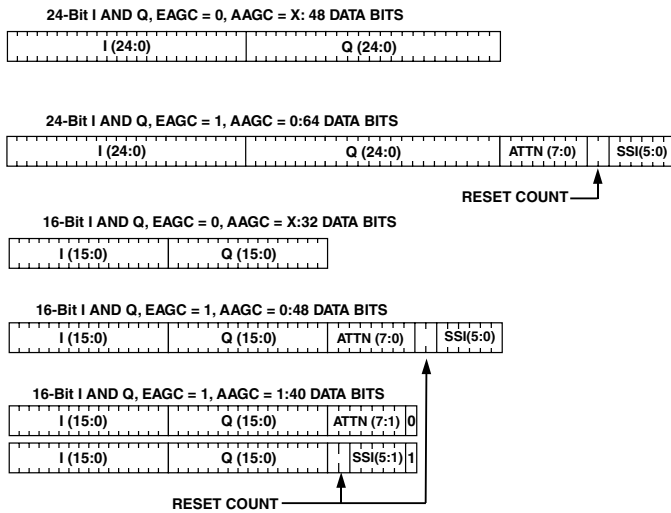 24-Bit I AND Q, EAGC = 0, AAGC = X: 48 DATA BITS
I (24:0) Q (24:0)
24-Bit I AND Q, EAGC = 1, AAGC = 0:64 DATA BITS
I (24:0) Q (24:0) ATTN (7:0) SSI(5:0)
RESET COUNT
16-Bit I AND Q, EAGC = 0, AAGC = X:32 DATA BITS
I (15:0) Q (15:0)
16-Bit I AND Q, EAGC = 1, AAGC = 0:48 DATA BITS
I (15:0) Q (15:0) ATTN (7:0) SSI(5:0)
16-Bit I AND Q, EAGC = 1, AAGC = 1:40 DATA BITS
I (15:0) Q (15:0) ATTN (7:1) 0
I (15:0) Q (15:0) SSI(5:1) 1
RESET COUNT